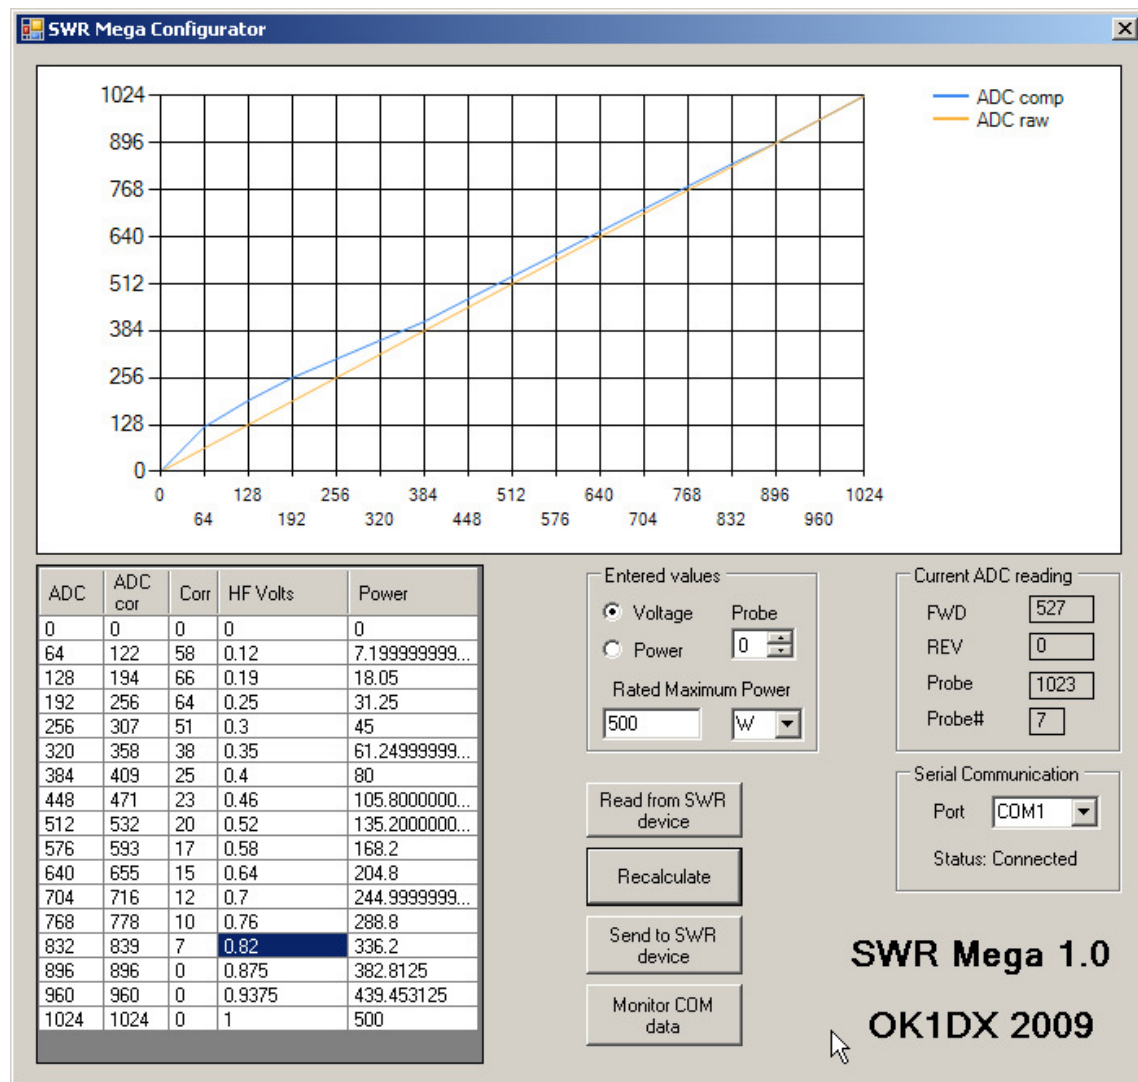 SWR Mega Configurator
1024
896
768
640
512
384
256
128
0
0 128 256 384 512 640 768 896 1024
64 192 320 448 576 704 832 960
ADC comp
ADC raw
ADC ADC cor Corr HF Volts Power
0 0 0 0 0
64 122 58 0.12 7.199999999...
128 194 66 0.19 18.05
192 256 64 0.25 31.25
256 307 51 0.3 45
320 358 38 0.35 61.24999999...
384 409 25 0.4 80
448 471 23 0.46 105.8000000...
512 532 20 0.52 135.2000000...
576 593 17 0.58 168.2
640 655 15 0.64 204.8
704 716 12 0.7 244.9999999...
768 778 10 0.76 288.8
832 839 7 0.82 336.2
896 896 0 0.875 382.8125
960 960 0 0.9375 439.453125
1024 1024 0 1 500
Entered values
Voltage Probe
Power 0
Rated Maximum Power
500 W
Read from SWR
device
Recalculate
Send to SWR
device
Monitor COM
data
Current ADC reading
FWD 527
REV 0
Probe 1023
Probe# 7
Serial Communication
Port COM1
Status: Connected
SWR Mega 1.0
OK1DX 2009